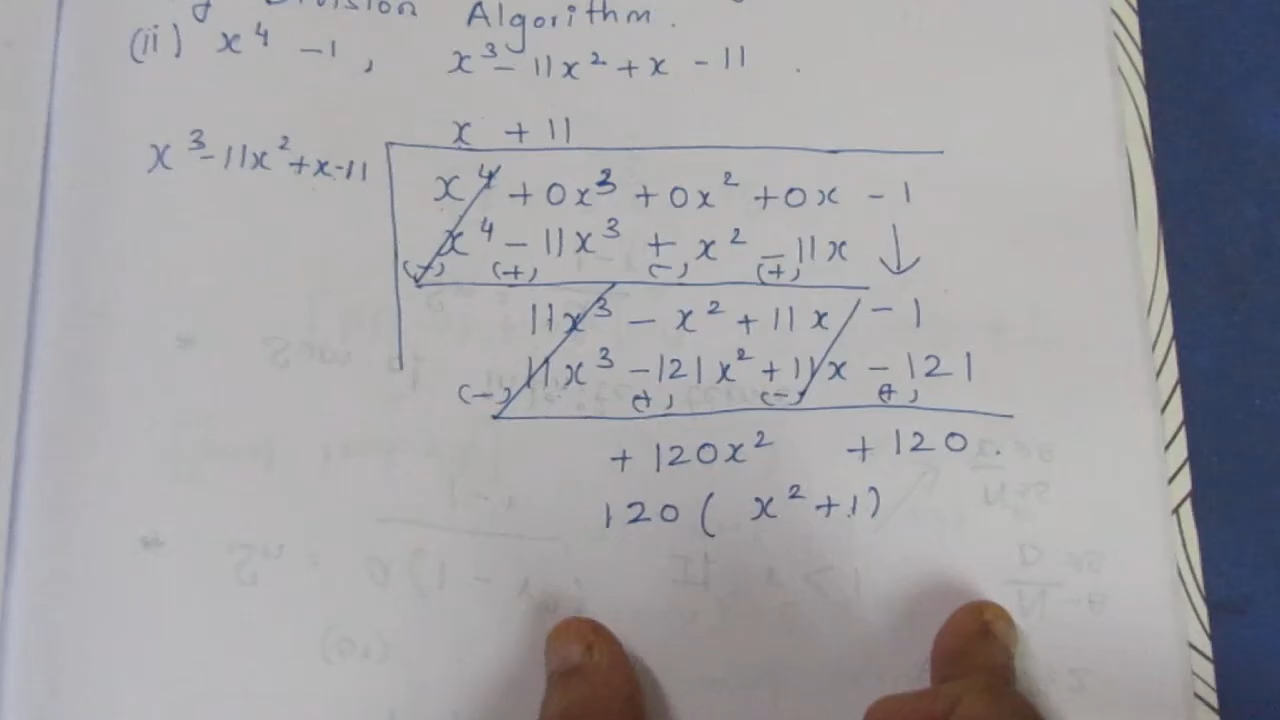 Division Algorithm.
(ii) x⁴ - 1, x³ - 11x² + x - 11.
x + 11
x³ - 11x² + x - 11
x⁴ + 0x³ + 0x² + 0x - 1
x⁴ - 11x³ + x² - 11x ↓
(-) (+) (-) (+)
11x³ - x² + 11x - 1
11x³ - 121x² + 11x - 121
(-) (+) (-) (+)
+ 120x² + 120.
120 ( x² + 1)